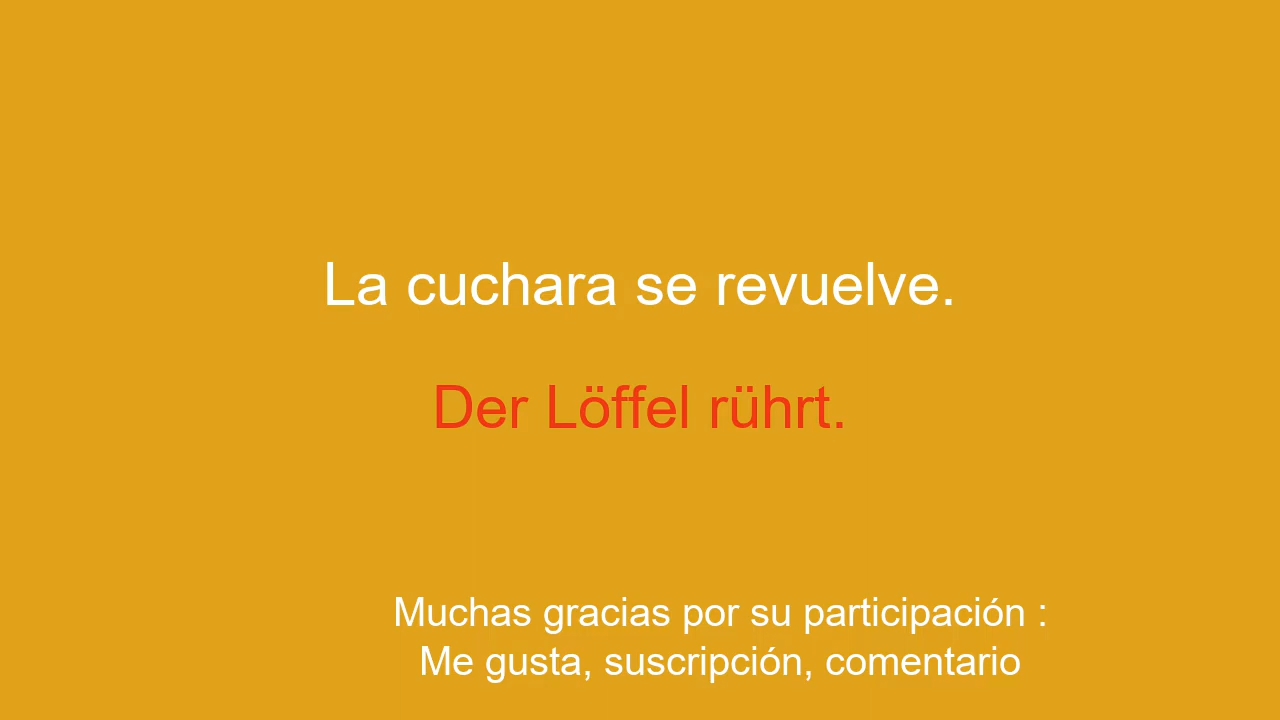 La cuchara se revuelve.
Der Löffel rührt.
Muchas gracias por su participación :
Me gusta, suscripción, comentario